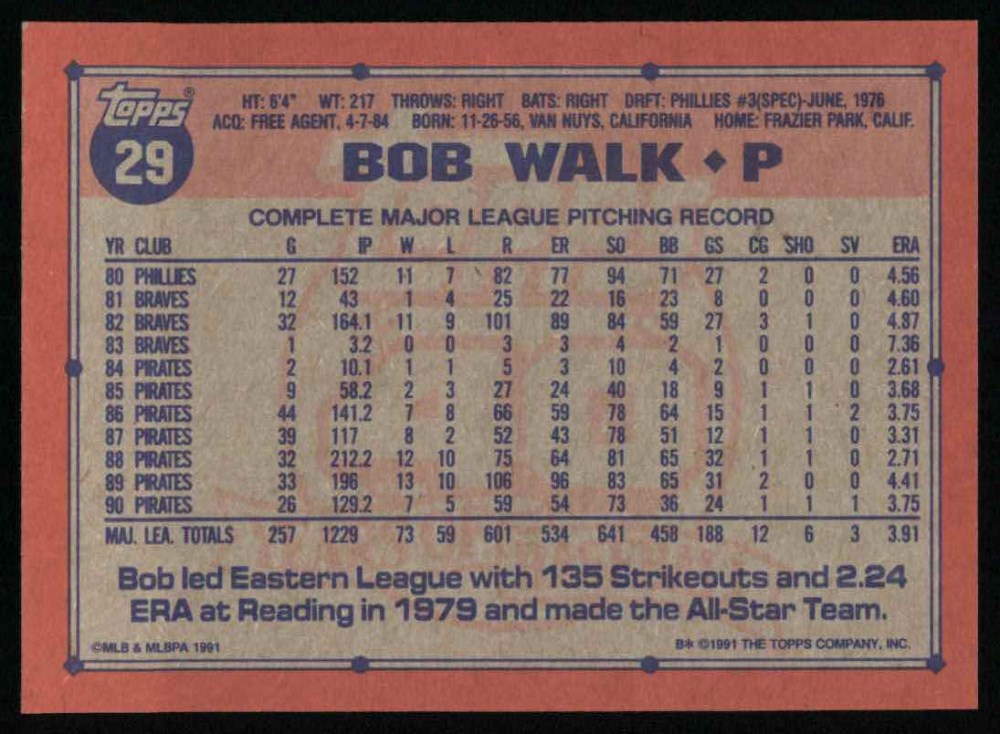 Topps®
29
HT: 6'4" WT: 217 THROWS: RIGHT BATS: RIGHT DRFT: PHILLIES #3(SPEC)-JUNE, 1976
ACQ: FREE AGENT, 4-7-84 BORN: 11-26-56, VAN NUYS, CALIFORNIA HOME: FRAZIER PARK, CALIF.
BOB WALK ♦ P
COMPLETE MAJOR LEAGUE PITCHING RECORD
YR CLUB G IP W L R ER SO BB GS CG SHO SV ERA
80 PHILLIES 27 152 11 7 82 77 94 71 27 2 0 0 4.56
81 BRAVES 12 43 1 4 25 22 16 23 8 0 0 0 4.60
82 BRAVES 32 164.1 11 9 101 89 84 59 27 3 1 0 4.87
83 BRAVES 1 3.2 0 0 3 3 4 2 1 0 0 0 7.36
84 PIRATES 2 10.1 1 1 5 3 10 4 2 0 0 0 2.61
85 PIRATES 9 58.2 2 3 27 24 40 18 9 1 1 0 3.68
86 PIRATES 44 141.2 7 8 66 59 78 64 15 1 1 2 3.75
87 PIRATES 39 117 8 2 52 43 78 51 12 1 1 0 3.31
88 PIRATES 32 212.2 12 10 75 64 81 65 32 1 1 0 2.71
89 PIRATES 33 196 13 10 106 96 83 65 31 2 0 0 4.41
90 PIRATES 26 129.2 7 5 59 54 73 36 24 1 1 1 3.75
MAJ. LEA. TOTALS 257 1229 73 59 601 534 641 458 188 12 6 3 3.91
Bob led Eastern League with 135 Strikeouts and 2.24
ERA at Reading in 1979 and made the All-Star Team.
©MLB & MLBPA 1991 B* ©1991 THE TOPPS COMPANY, INC.